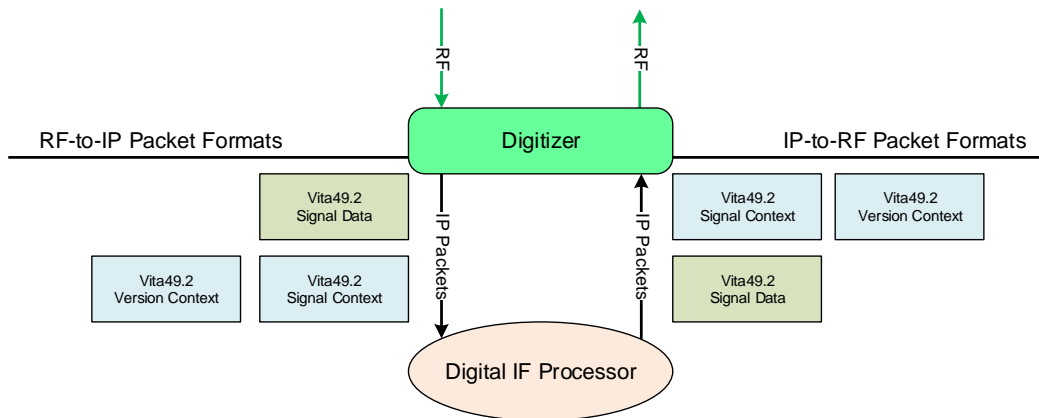 RF
RF
RF-to-IP Packet Formats
Digitizer
IP-to-RF Packet Formats
Vita49.2
Signal Data
IP Packets
IP Packets
Vita49.2
Signal Context
Vita49.2
Version Context
Vita49.2
Version Context
Vita49.2
Signal Context
Vita49.2
Signal Data
Digital IF Processor